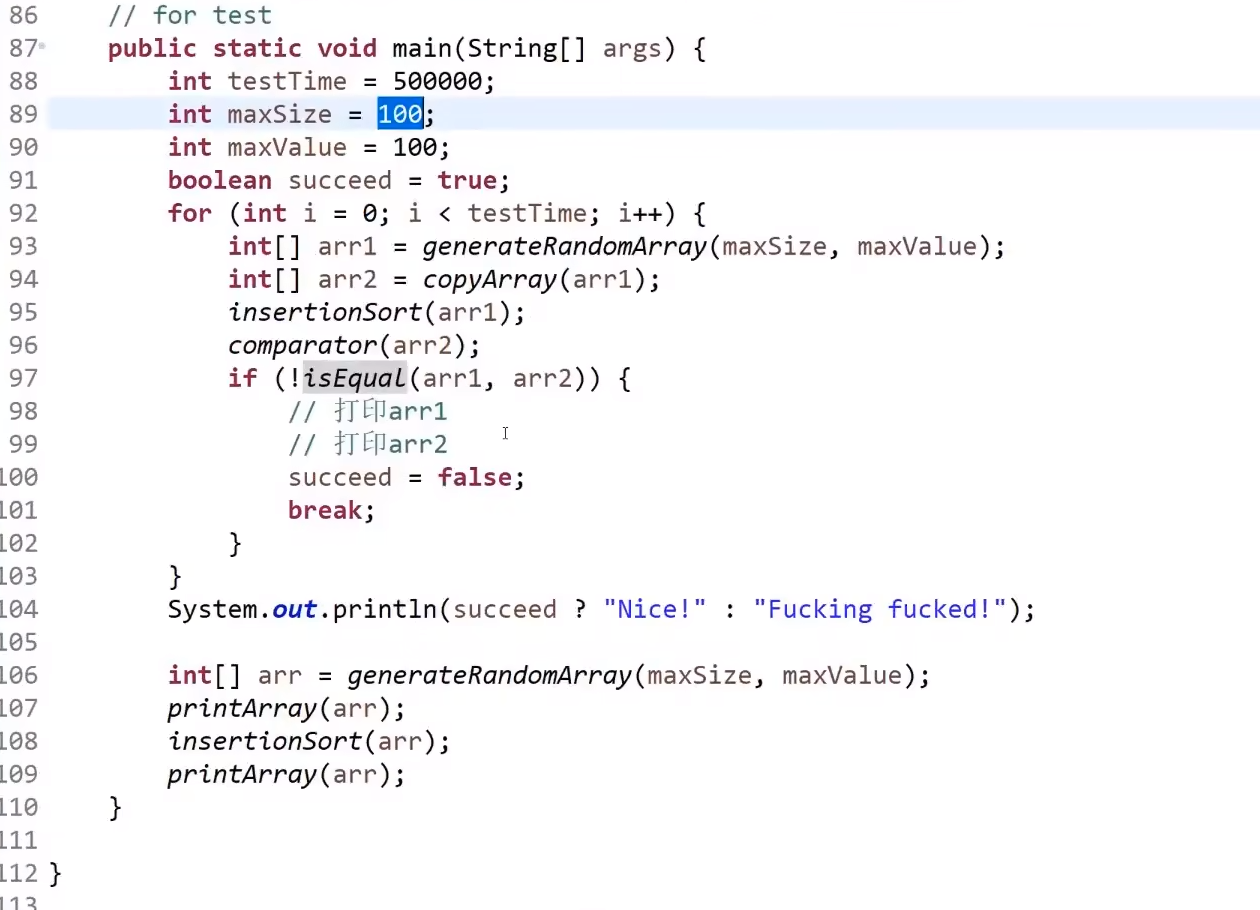 86 // for test
87 public static void main(String[] args) {
88 int testTime = 500000;
89 int maxSize = 100;
90 int maxValue = 100;
91 boolean succeed = true;
92 for (int i = 0; i < testTime; i++) {
93 int[] arr1 = generateRandomArray(maxSize, maxValue);
94 int[] arr2 = copyArray(arr1);
95 insertionSort(arr1);
96 comparator(arr2);
97 if (!isEqual(arr1, arr2)) {
98 // 打印arr1
99 // 打印arr2
100 succeed = false;
101 break;
102 }
103 }
104 System.out.println(succeed ? "Nice!" : "Fucking fucked!");
105
106 int[] arr = generateRandomArray(maxSize, maxValue);
107 printArray(arr);
108 insertionSort(arr);
109 printArray(arr);
110 }
111
112 }
113